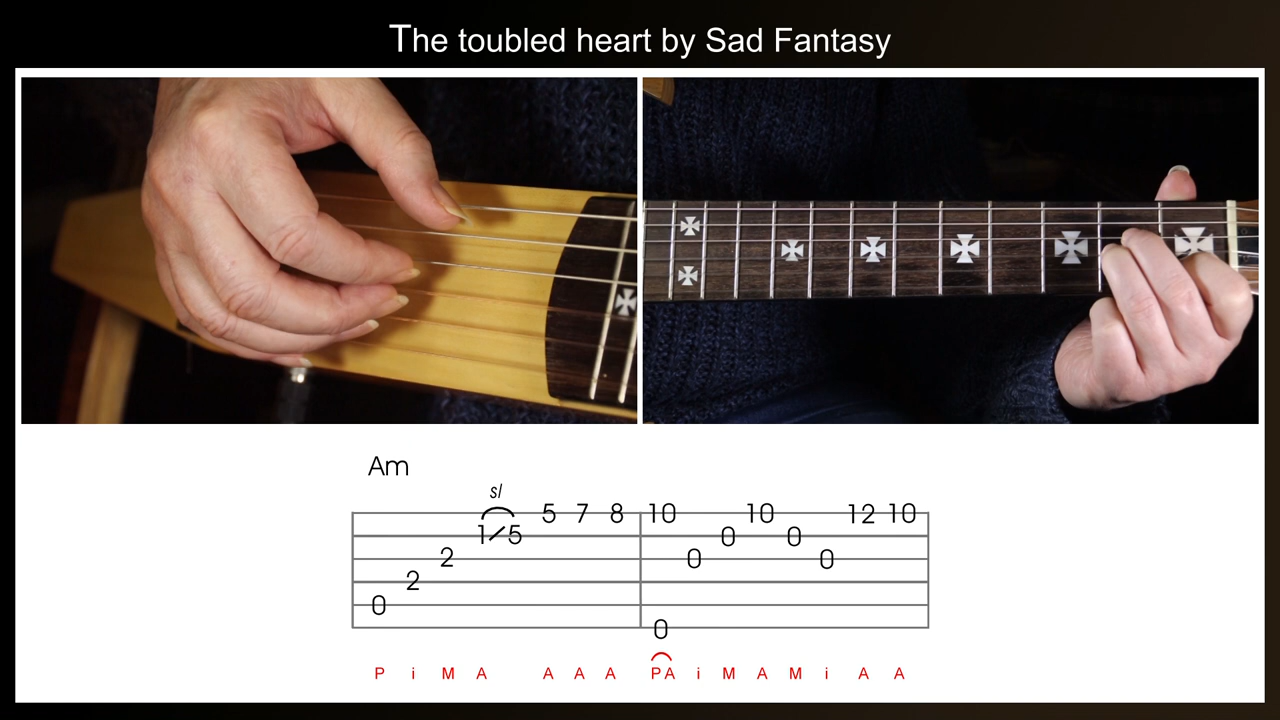 The toubled heart by Sad Fantasy
Am
sl
5 7 8 10 10 12 10
1 5 0 0
2 0 0
2
0
0
P i M A A A A P A i M A M i A A